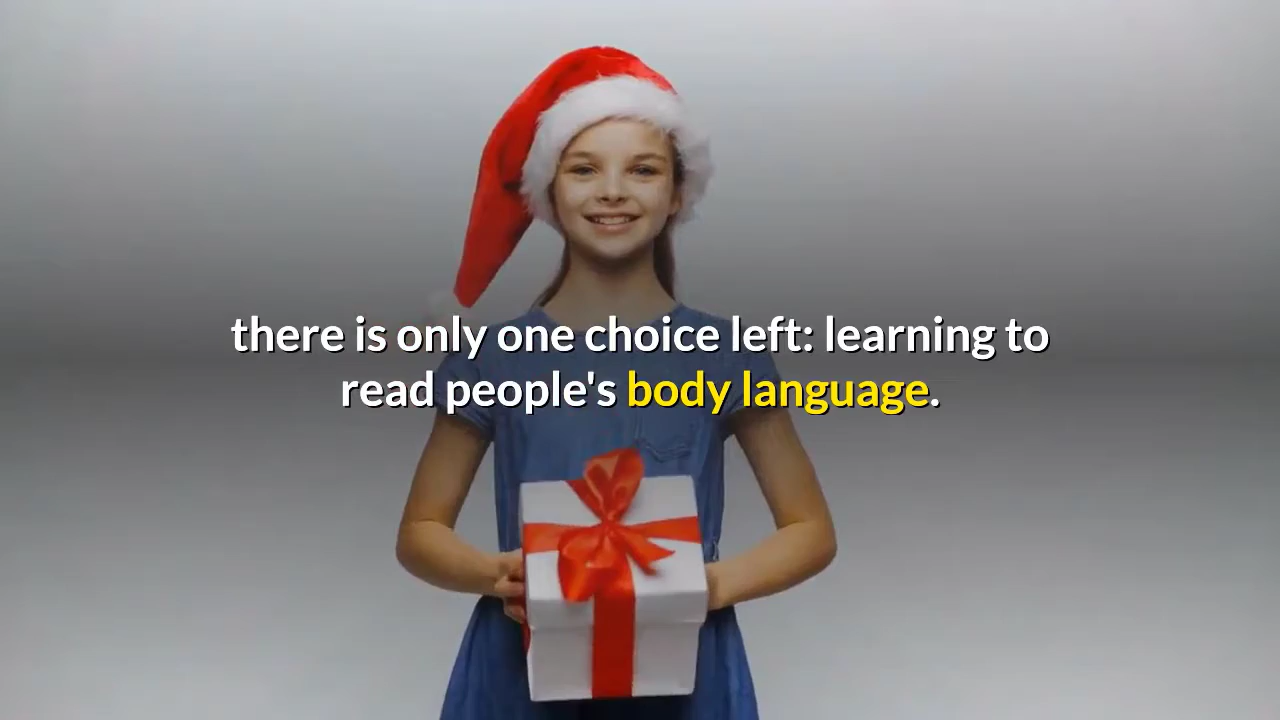 there is only one choice left: learning to
read people's body language.